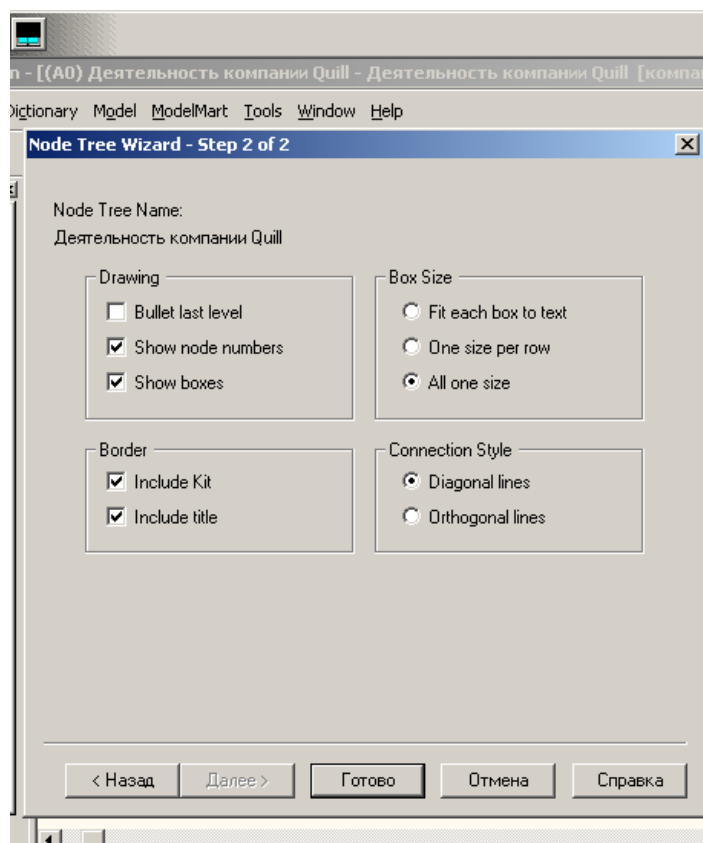 n - [(A0) Деятельность компании Quill - Деятельность компании Quill [компа
Dictionary Model ModelMart Tools Window Help
Node Tree Wizard - Step 2 of 2
Node Tree Name:
Деятельность компании Quill
Drawing
Bullet last level
Show node numbers
Show boxes
Box Size
Fit each box to text
One size per row
All one size
Border
Include Kit
Include title
Connection Style
Diagonal lines
Orthogonal lines
< Назад Далее > Готово Отмена Справка